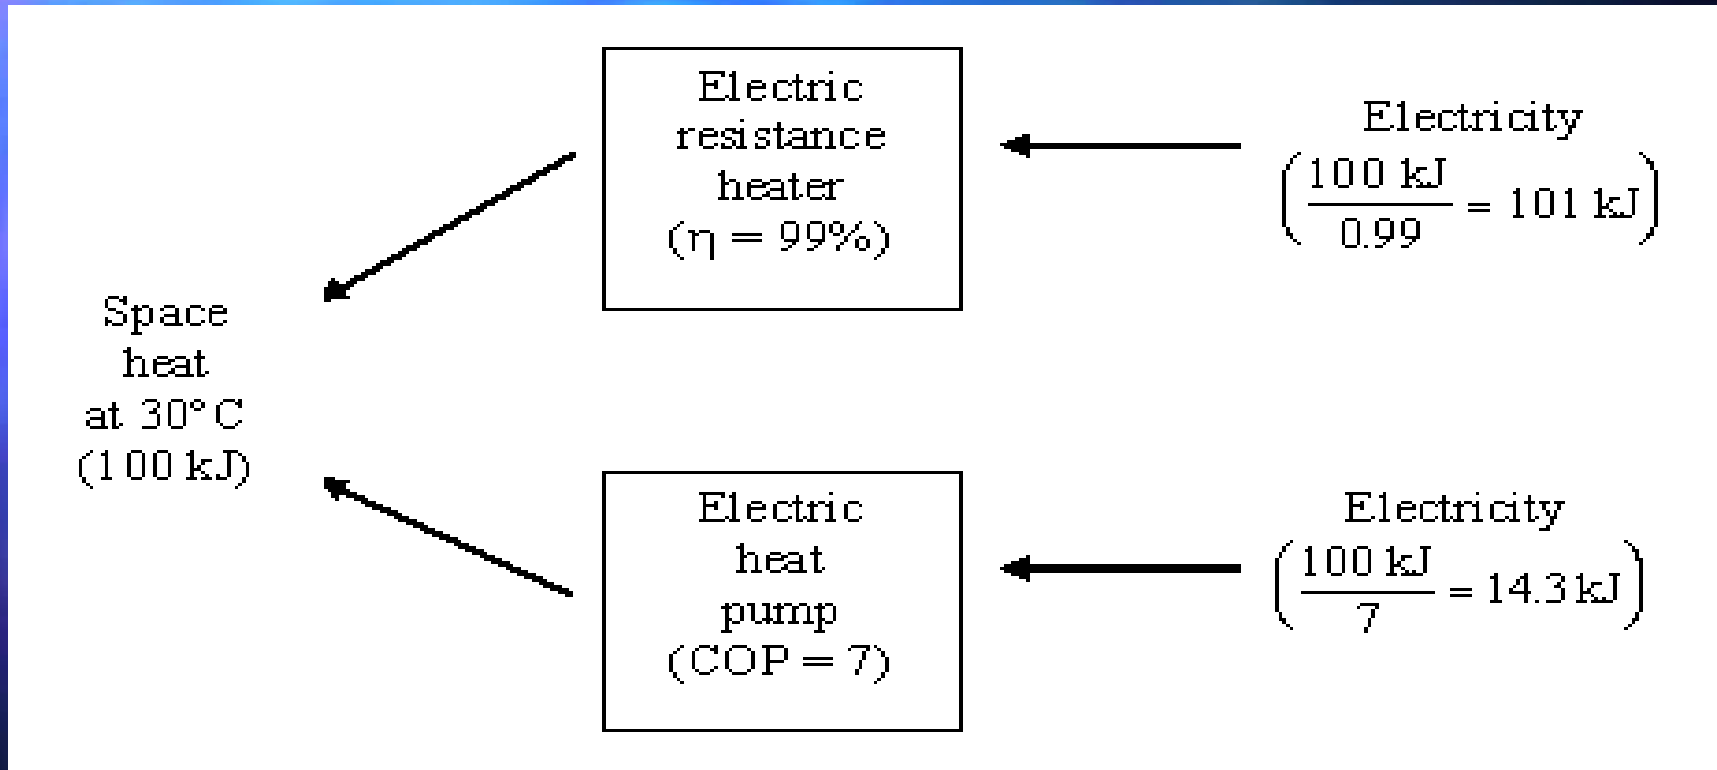 Space
heat
at 30°C
(100 kJ)
Electric
resistance
heater
(η = 99%)
Electricity
(100 kJ / 0.99 = 101 kJ)
Electric
heat
pump
(COP = 7)
Electricity
(100 kJ / 7 = 14.3 kJ)